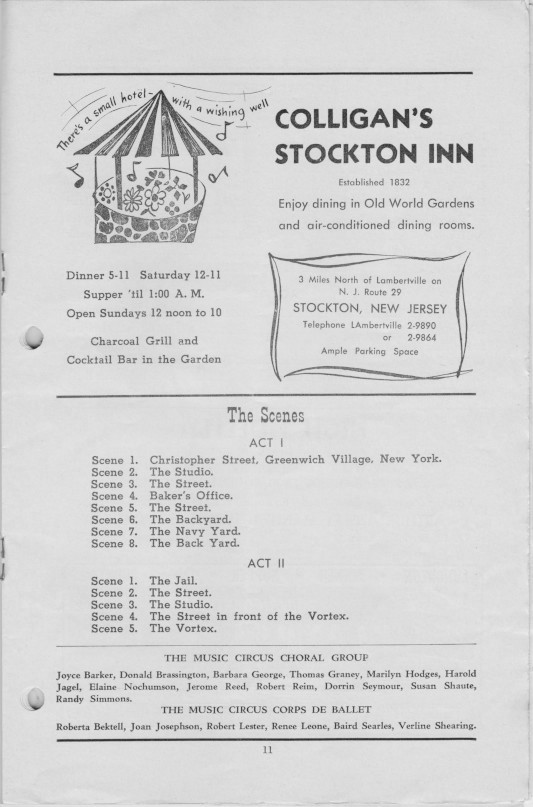 There's a small hotel- with a wishing well
COLLIGAN'S
STOCKTON INN
Established 1832
Enjoy dining in Old World Gardens
and air-conditioned dining rooms.
Dinner 5-11 Saturday 12-11
Supper 'til 1:00 A. M.
Open Sundays 12 noon to 10
Charcoal Grill and
Cocktail Bar in the Garden
3 Miles North of Lambertville on
N. J. Route 29
STOCKTON, NEW JERSEY
Telephone LAmbertville 2-9890
or 2-9864
Ample Parking Space
The Scenes
ACT I
Scene 1. Christopher Street, Greenwich Village, New York.
Scene 2. The Studio.
Scene 3. The Street.
Scene 4. Baker's Office.
Scene 5. The Street.
Scene 6. The Backyard.
Scene 7. The Navy Yard.
Scene 8. The Back Yard.
ACT II
Scene 1. The Jail.
Scene 2. The Street.
Scene 3. The Studio.
Scene 4. The Street in front of the Vortex.
Scene 5. The Vortex.
THE MUSIC CIRCUS CHORAL GROUP
Joyce Barker, Donald Brassington, Barbara George, Thomas Graney, Marilyn Hodges, Harold
Jagel, Elaine Nochumson, Jerome Reed, Robert Reim, Dorrin Seymour, Susan Shaute,
Randy Simmons.
THE MUSIC CIRCUS CORPS DE BALLET
Roberta Bektell, Joan Josephson, Robert Lester, Renee Leone, Baird Searles, Verline Shearing.
11